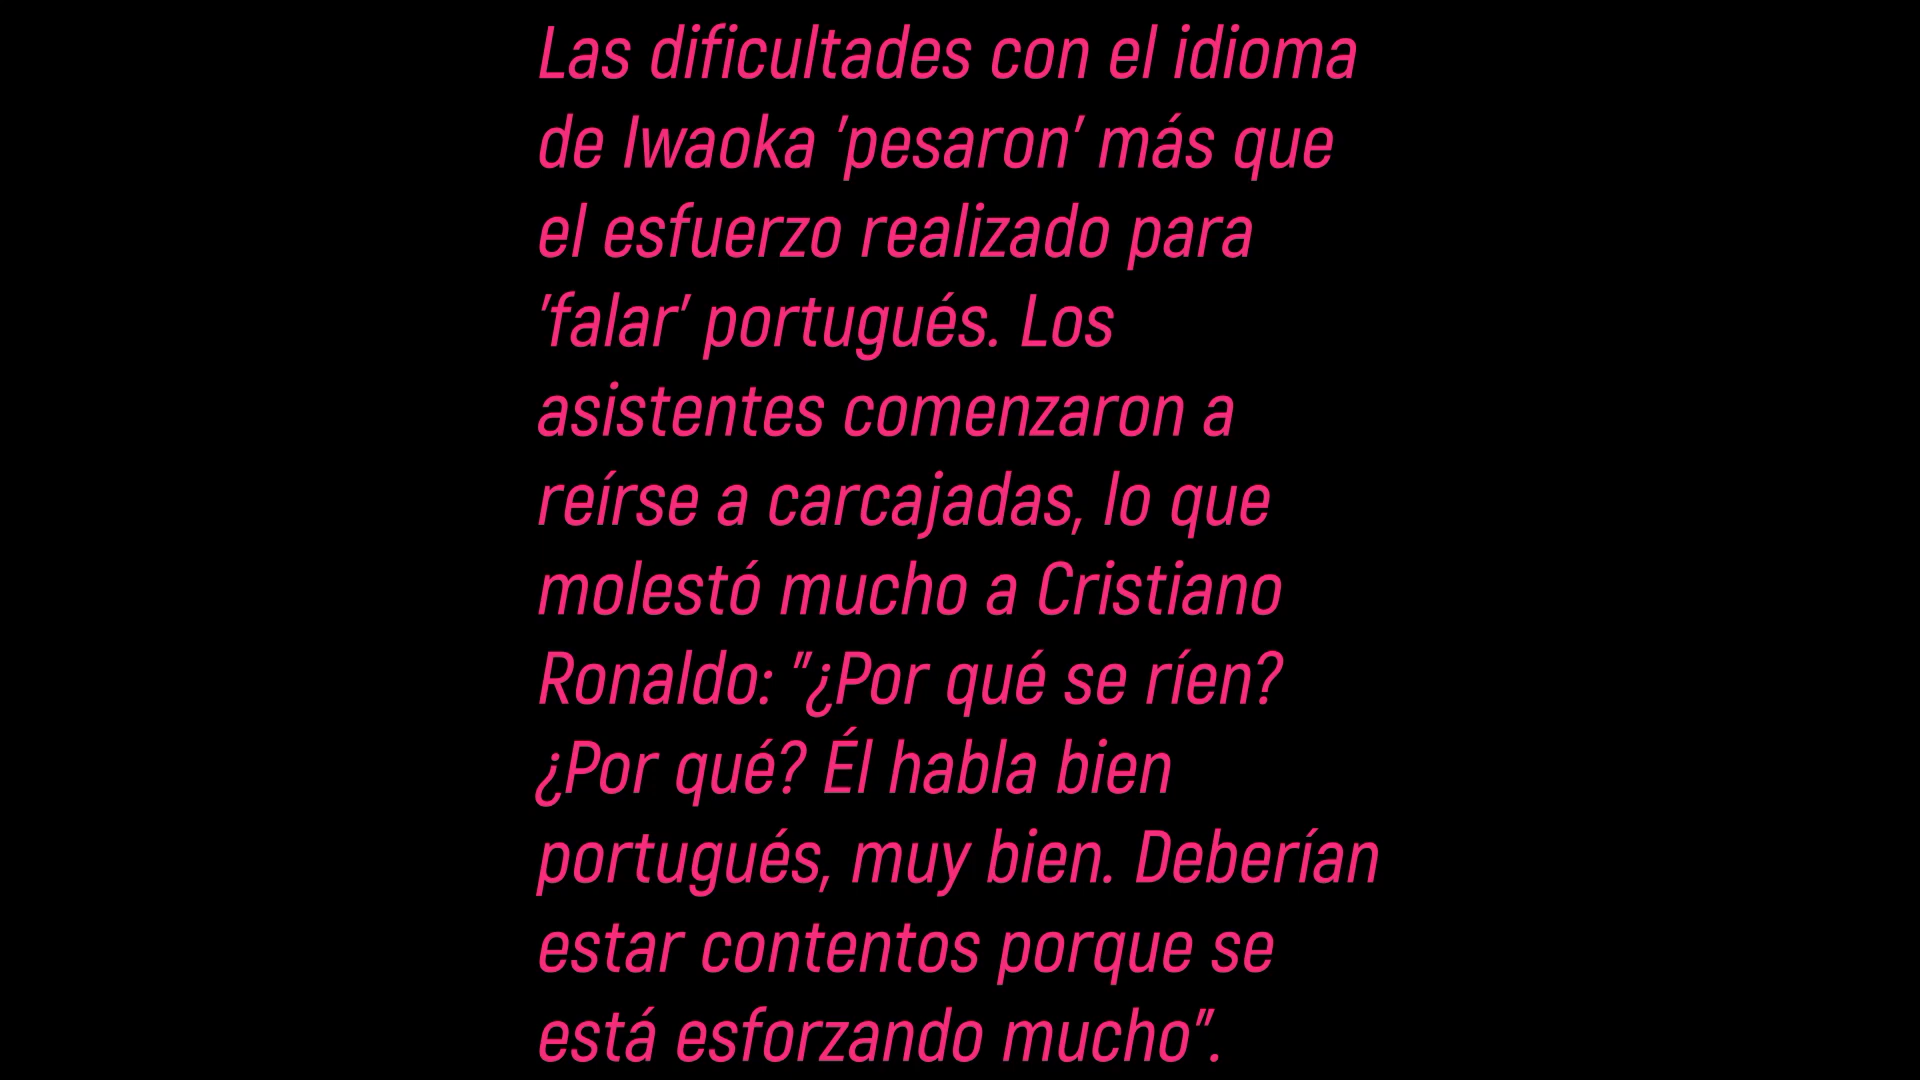 Las dificultades con el idioma
de Iwaoka 'pesaron' más que
el esfuerzo realizado para
'falar' portugués. Los
asistentes comenzaron a
reírse a carcajadas, lo que
molestó mucho a Cristiano
Ronaldo: "¿Por qué se ríen?
¿Por qué? Él habla bien
portugués, muy bien. Deberían
estar contentos porque se
está esforzando mucho".